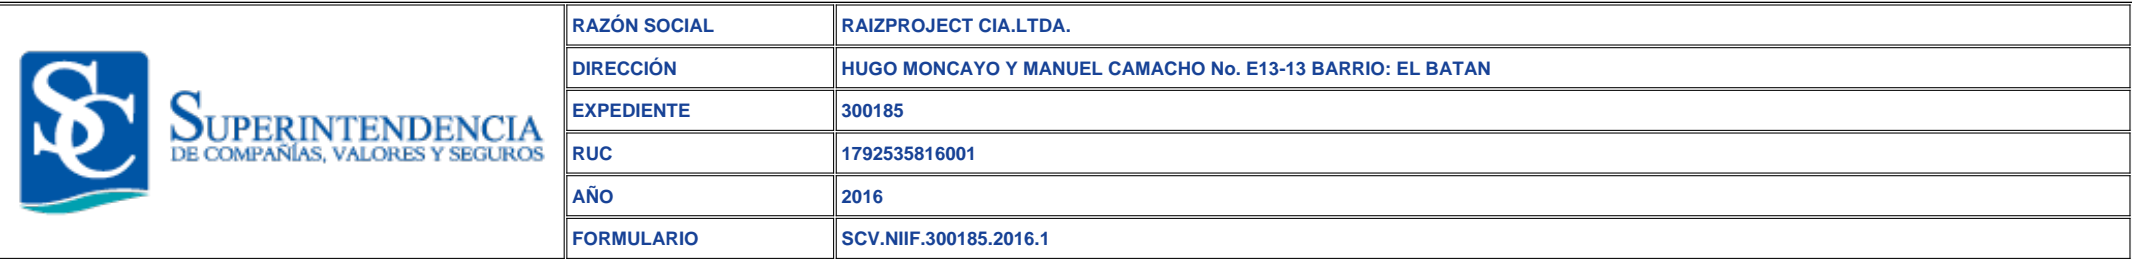 SC
SUPERINTENDENCIA
DE COMPAÑÍAS, VALORES Y SEGUROS
RAZÓN SOCIAL RAIZPROJECT CIA.LTDA.
DIRECCIÓN HUGO MONCAYO Y MANUEL CAMACHO No. E13-13 BARRIO: EL BATAN
EXPEDIENTE 300185
RUC 1792535816001
AÑO 2016
FORMULARIO SCV.NIIF.300185.2016.1